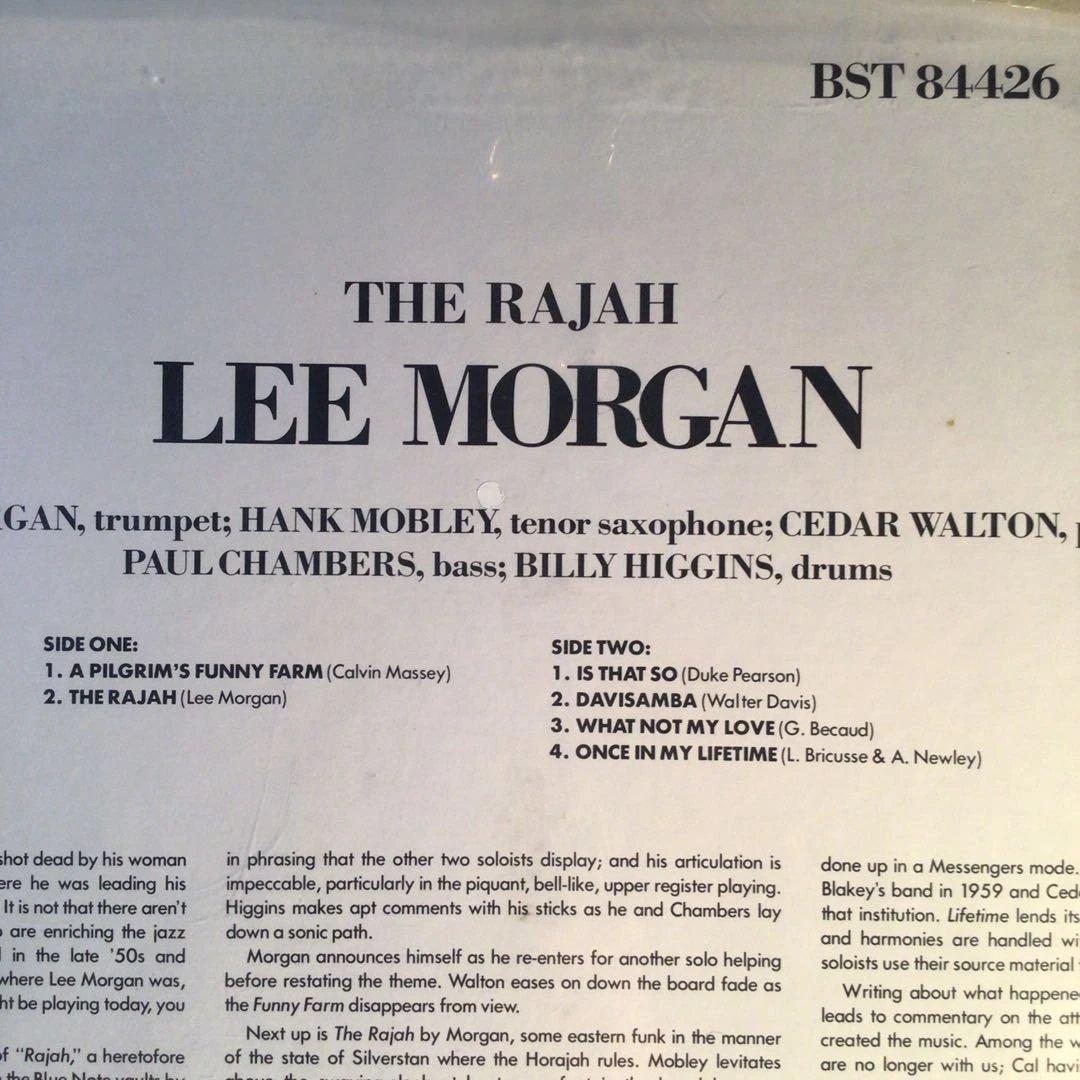 BST 84426
THE RAJAH
LEE MORGAN
GAN, trumpet; HANK MOBLEY, tenor saxophone; CEDAR WALTON,
PAUL CHAMBERS, bass; BILLY HIGGINS, drums
SIDE ONE:
1. A PILGRIM'S FUNNY FARM (Calvin Massey)
2. THE RAJAH (Lee Morgan)
SIDE TWO:
1. IS THAT SO (Duke Pearson)
2. DAVISAMBA (Walter Davis)
3. WHAT NOT MY LOVE (G. Becaud)
4. ONCE IN MY LIFETIME (L. Bricusse & A. Newley)
shot dead by his woman
ere he was leading his
It is not that there aren't
are enriching the jazz
in the late '50s and
where Lee Morgan was,
ht be playing today, you
of "Rajah," a heretofore
the Blue Note vaults by
in phrasing that the other two soloists display; and his articulation is
impeccable, particularly in the piquant, bell-like, upper register playing.
Higgins makes apt comments with his sticks as he and Chambers lay
down a sonic path.
Morgan announces himself as he re-enters for another solo helping
before restating the theme. Walton eases on down the board fade as
the Funny Farm disappears from view.
Next up is The Rajah by Morgan, some eastern funk in the manner
of the state of Silverstan where the Horajah rules. Mobley levitates
done up in a Messengers mode.
Blakey's band in 1959 and Ced
that institution. Lifetime lends its
and harmonies are handled wi
soloists use their source material
Writing about what happene
leads to commentary on the att
created the music. Among the w
are no longer with us; Cal havi